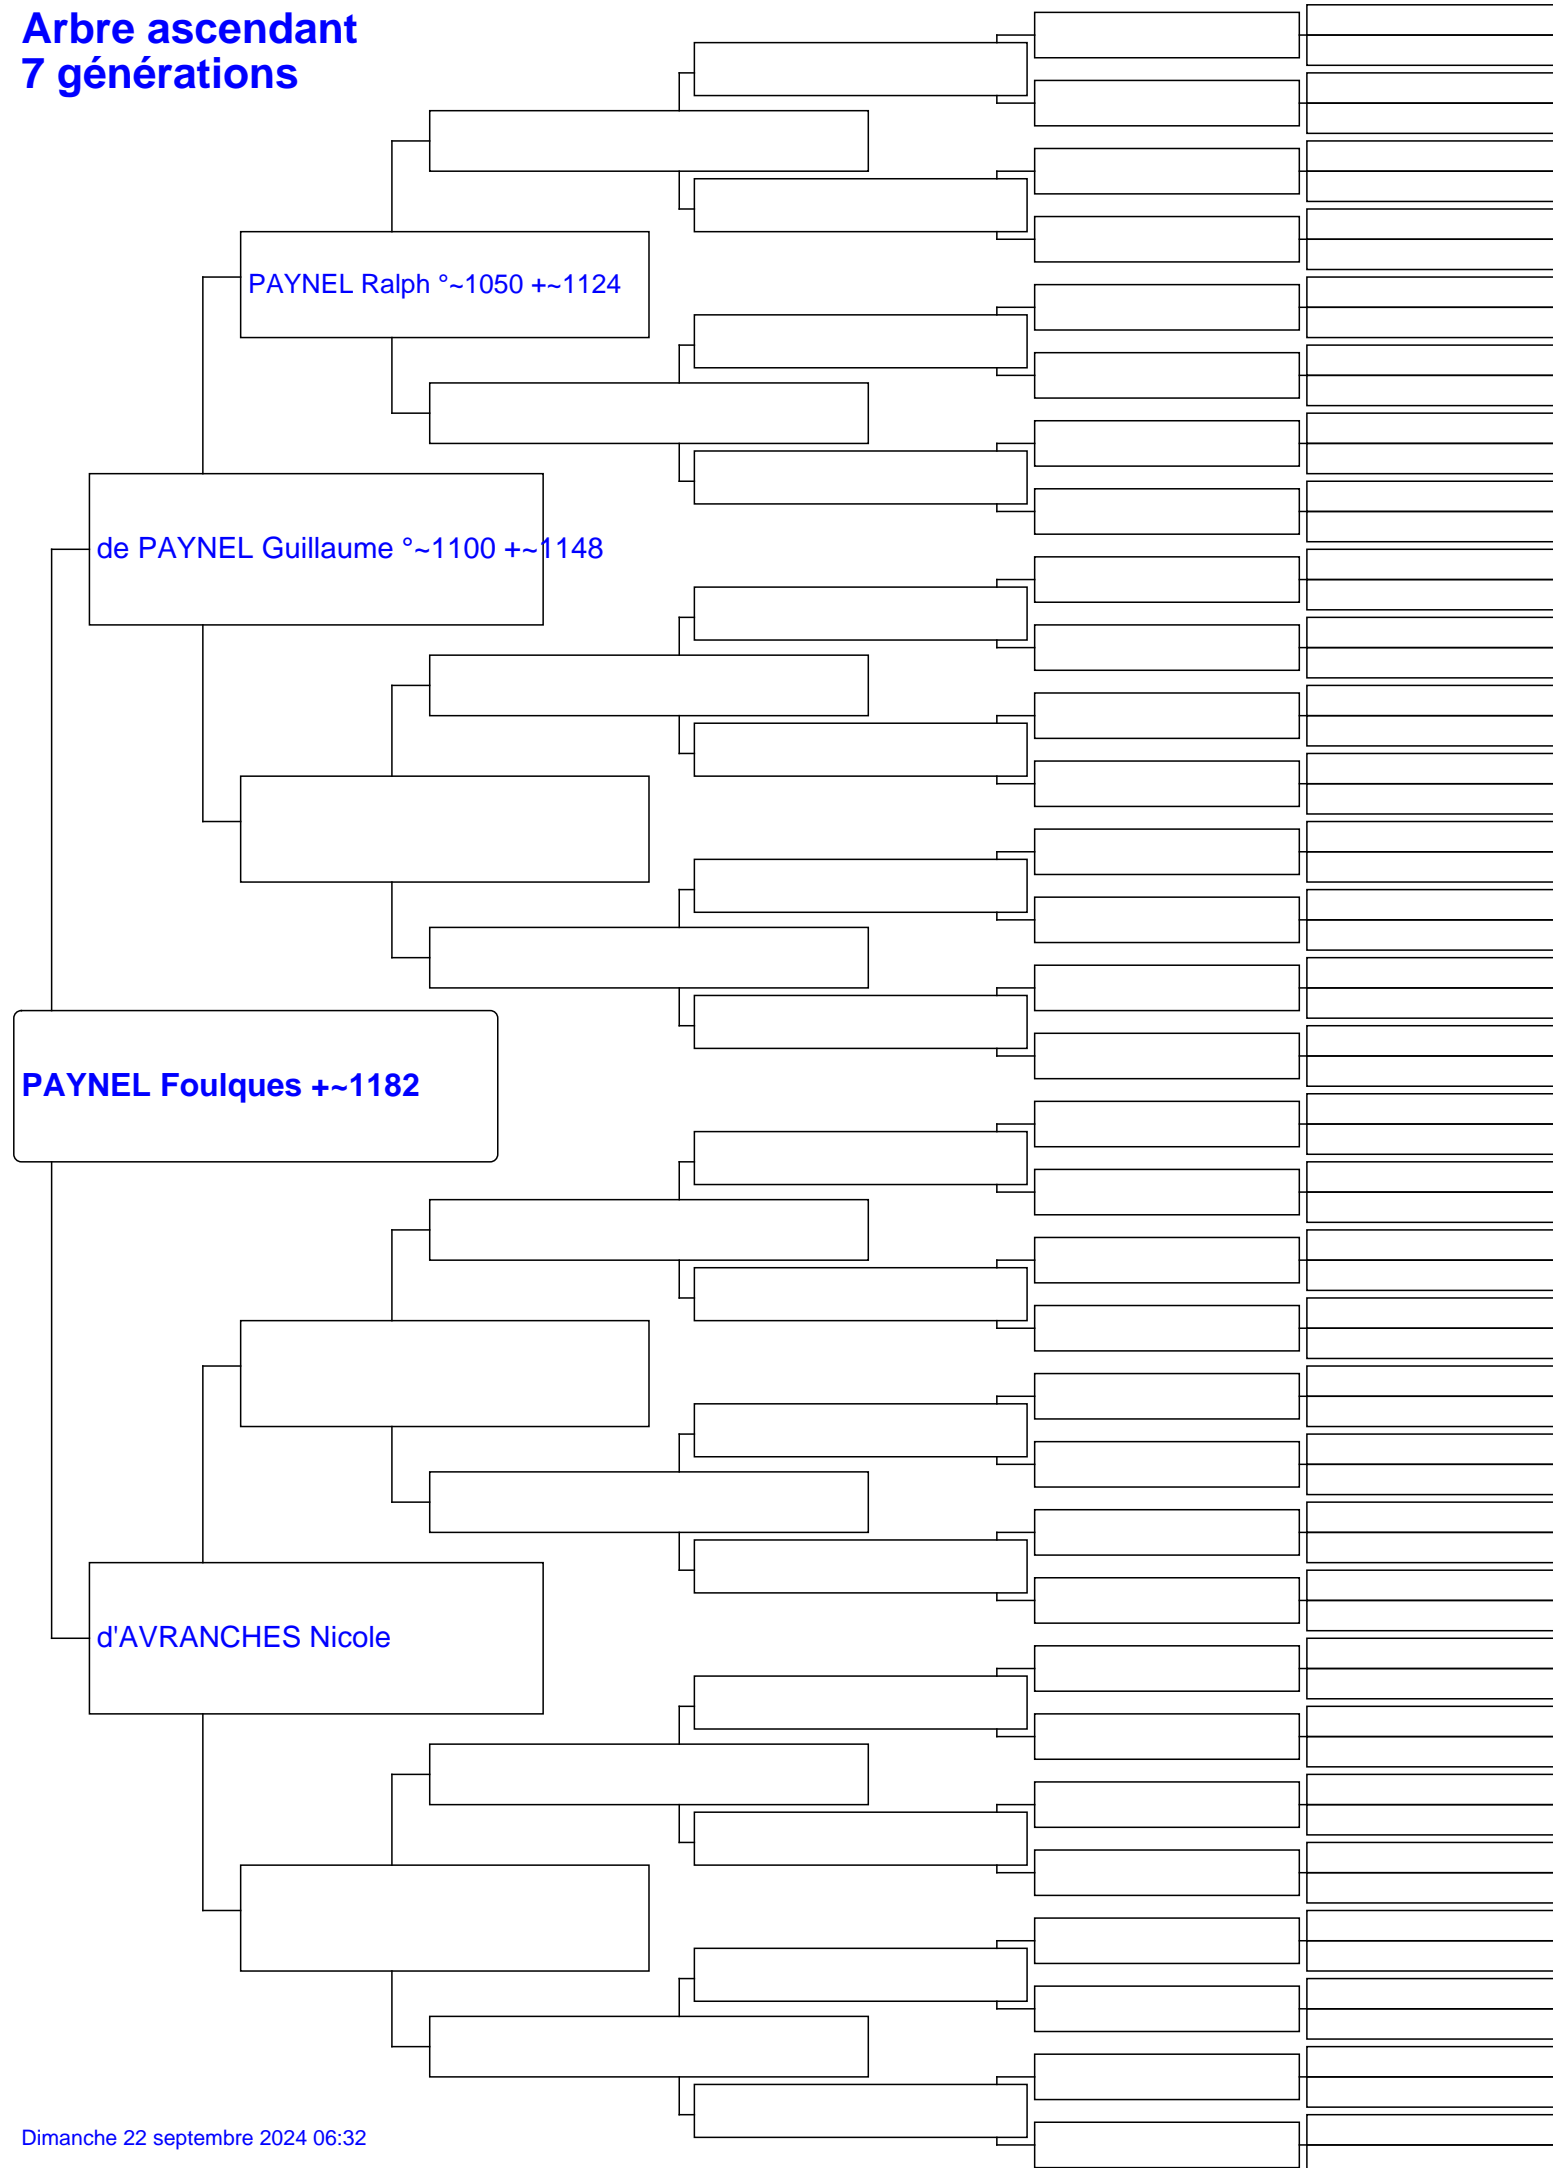 Arbre ascendant
7 générations
PAYNEL Ralph °~1050 +~1124
de PAYNEL Guillaume °~1100 +~1148
PAYNEL Foulques +~1182
d'AVRANCHES Nicole
Dimanche 22 septembre 2024 06:32